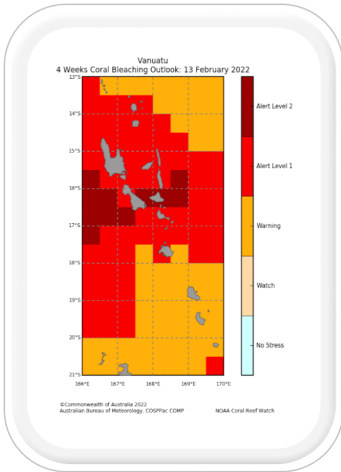 Vanuatu
4 Weeks Coral Bleaching Outlook: 13 February 2022
13°S
14°S
15°S
16°S
17°S
18°S
19°S
20°S
21°S
166°E 167°E 168°E 169°E 170°E
Alert Level 2
Alert Level 1
Warning
Watch
No Stress
©Commonwealth of Australia 2022
Australian Bureau of Meteorology, COSPPac COMP NOAA Coral Reef Watch